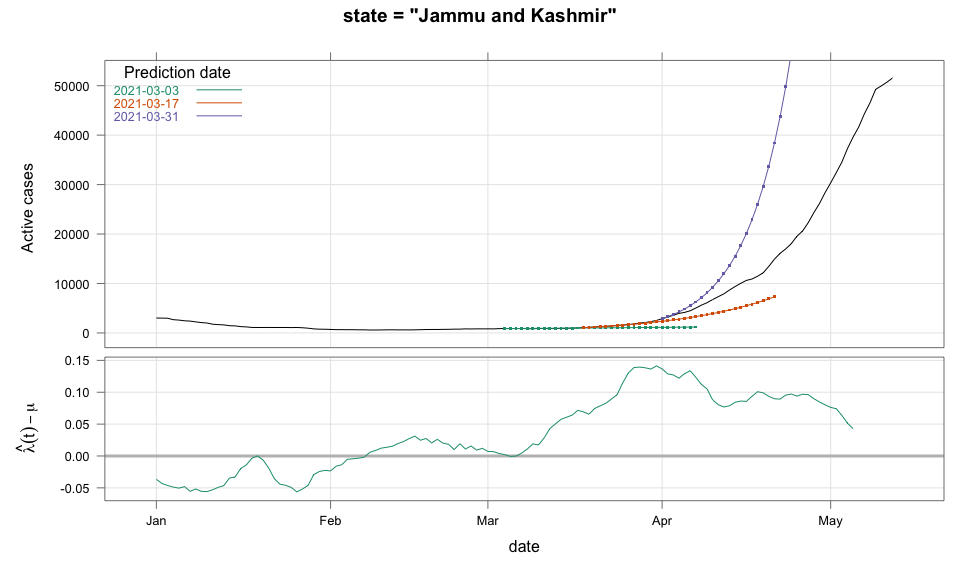 state = "Jammu and Kashmir"
Prediction date
2021-03-03
2021-03-17
2021-03-31
Active cases
50000
40000
30000
20000
10000
0
λ̂(t) − μ
0.15
0.10
0.05
0.00
-0.05
Jan Feb Mar Apr May
date